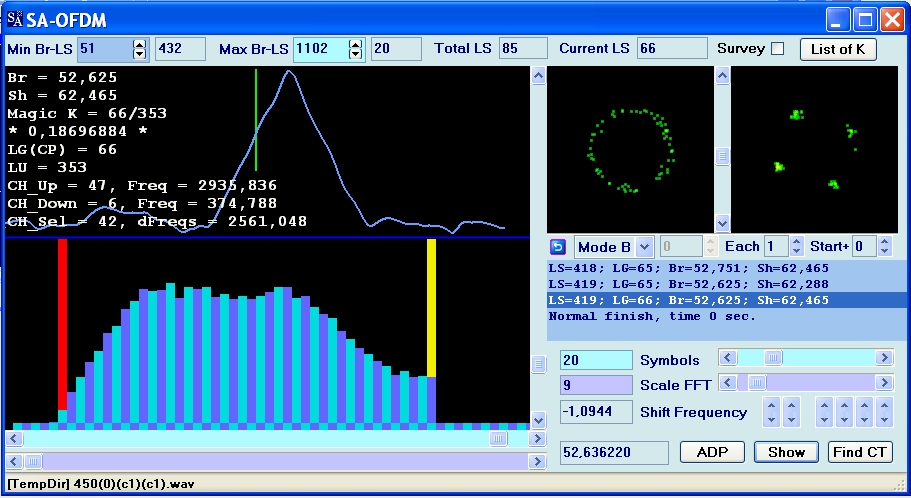 SA SA-OFDM
Min Br-LS 51 432 Max Br-LS 1102 20 Total LS 85 Current LS 66 Survey List of K
Br = 52,625
Sh = 62,465
Magic K = 66/353
* 0,18696884 *
LG(CP) = 66
LU = 353
CH_Up = 47, Freq = 2935,836
CH_Down = 6, Freq = 374,788
CH_Sel = 42, dFreqs = 2561,048
Mode B 0 Each 1 Start+ 0
LS=418; LG=65; Br=52,751; Sh=62,465
LS=419; LG=65; Br=52,625; Sh=62,288
LS=419; LG=66; Br=52,625; Sh=62,465
Normal finish, time 0 sec.
20 Symbols
9 Scale FFT
-1,0944 Shift Frequency
52,636220 ADP Show Find CT
[TempDir] 450(0)(c1)(c1).wav